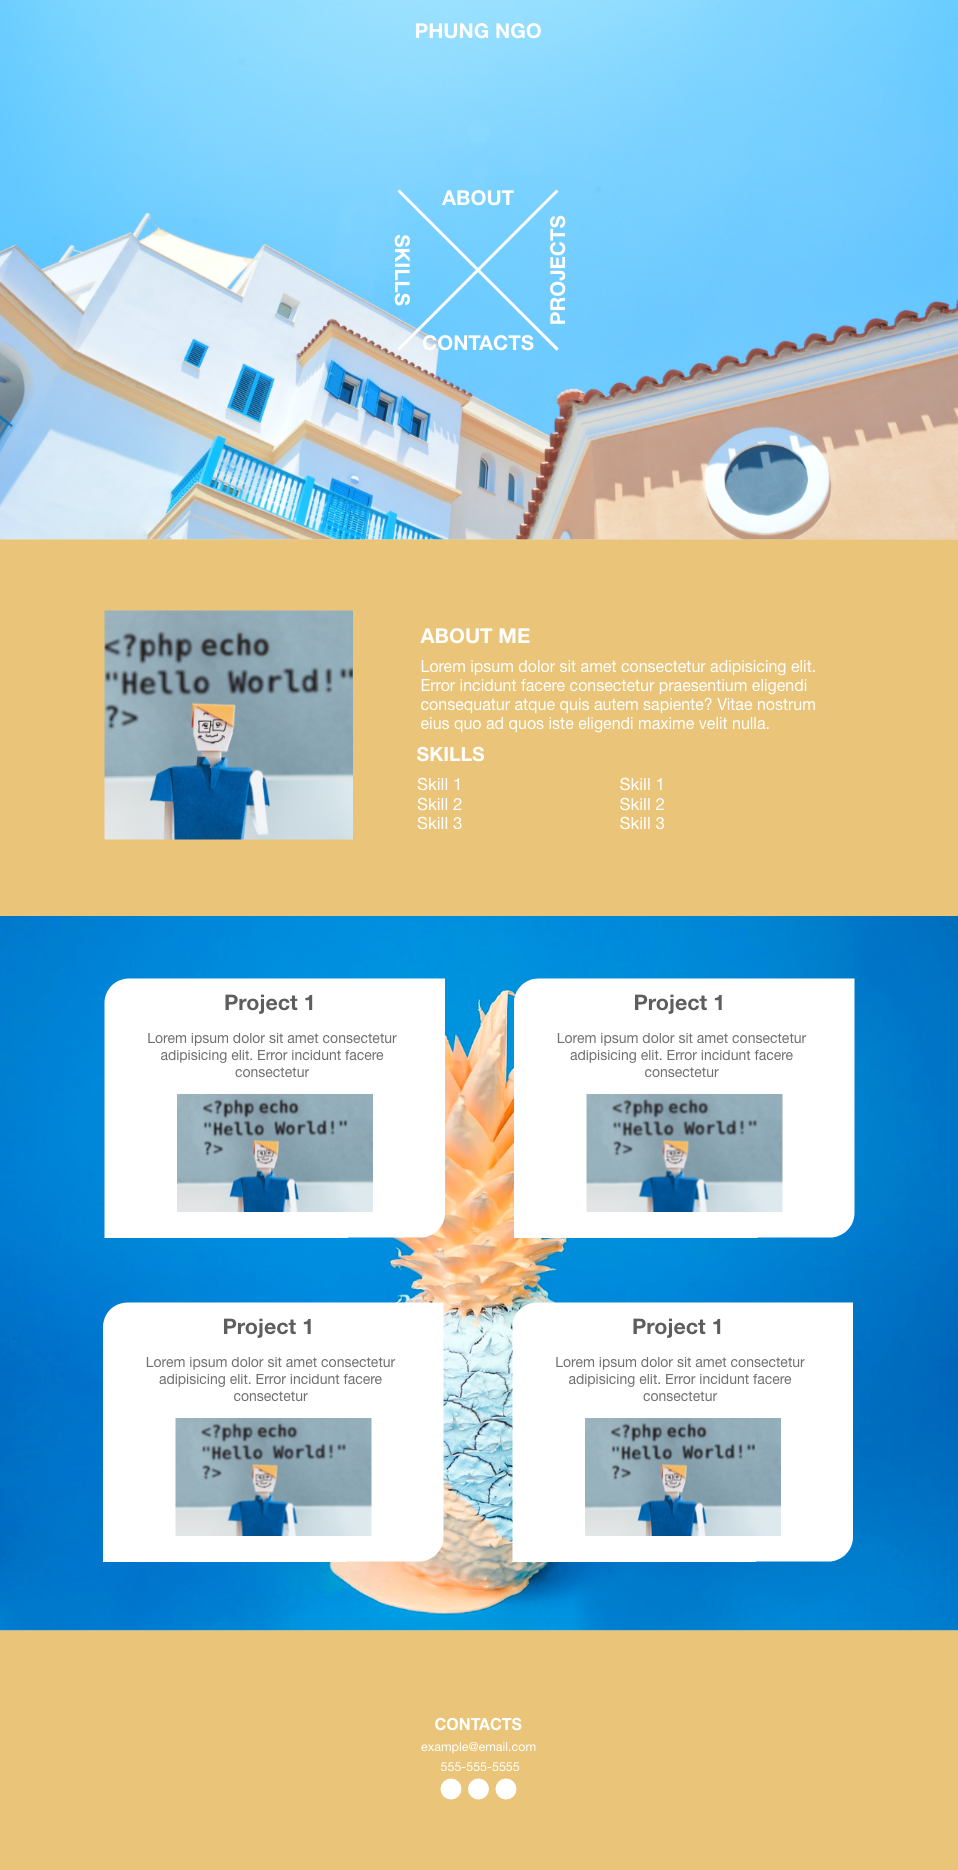 PHUNG NGO
ABOUT
SKILLS
PROJECTS
CONTACTS
<?php echo
"Hello World!"
?>
ABOUT ME
Lorem ipsum dolor sit amet consectetur adipisicing elit.
Error incidunt facere consectetur praesentium eligendi
consequatur atque quis autem sapiente? Vitae nostrum
eius quo ad quos iste eligendi maxime velit nulla.
SKILLS
Skill 1
Skill 2
Skill 3
Skill 1
Skill 2
Skill 3
Project 1
Lorem ipsum dolor sit amet consectetur
adipisicing elit. Error incidunt facere
consectetur
<?php echo
"Hello World!"
?>
Project 1
Lorem ipsum dolor sit amet consectetur
adipisicing elit. Error incidunt facere
consectetur
<?php echo
"Hello World!"
?>
Project 1
Lorem ipsum dolor sit amet consectetur
adipisicing elit. Error incidunt facere
consectetur
<?php echo
"Hello World!"
?>
Project 1
Lorem ipsum dolor sit amet consectetur
adipisicing elit. Error incidunt facere
consectetur
<?php echo
"Hello World!"
?>
CONTACTS
example@email.com
555-555-5555